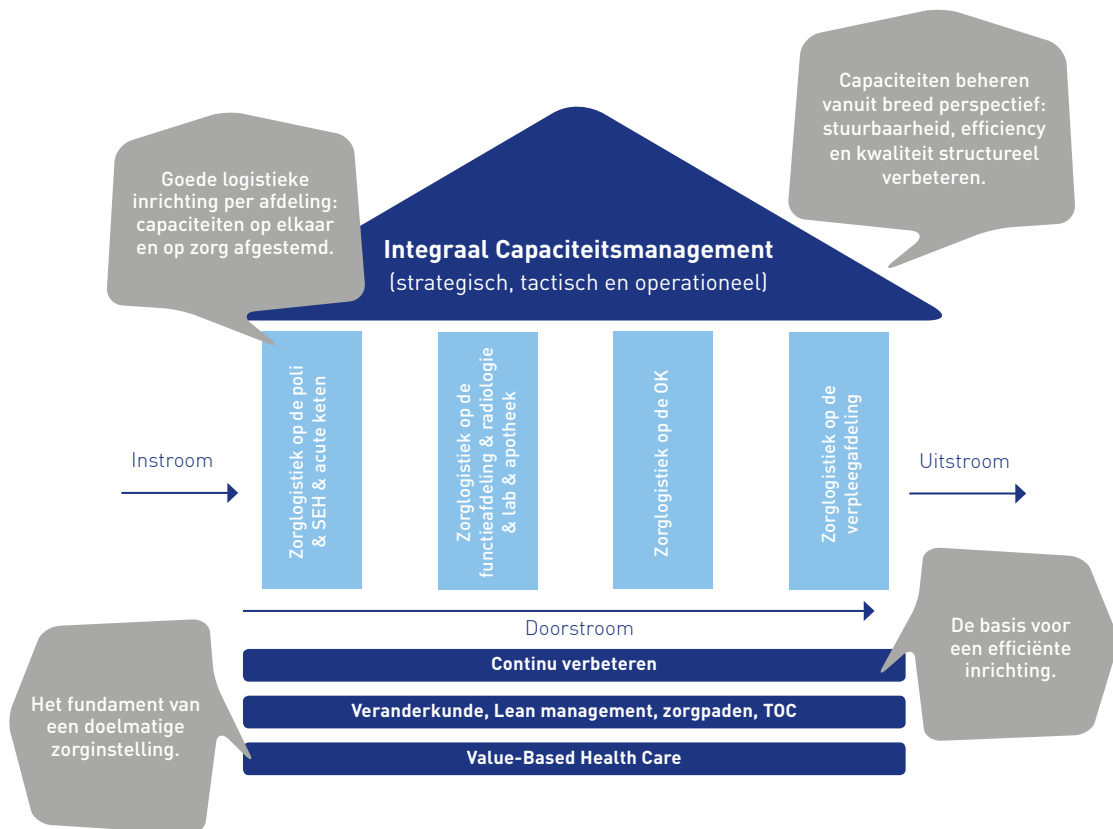 Capaciteiten beheren
vanuit breed perspectief:
stuurbaarheid, efficiency
en kwaliteit structureel
verbeteren.
Goede logistieke
inrichting per afdeling:
capaciteiten op elkaar
en op zorg afgestemd.
Integraal Capaciteitsmanagement
(strategisch, tactisch en operationeel)
Instroom
Zorglogistiek op de poli
& SEH & acute keten
Zorglogistiek op de
functieafdeling & radiologie
& lab & apotheek
Zorglogistiek op de OK
Zorglogistiek op de
verpleegafdeling
Uitstroom
Doorstroom
De basis voor
een efficiënte
inrichting.
Continu verbeteren
Veranderkunde, Lean management, zorgpaden, TOC
Value-Based Health Care
Het fundament van
een doelmatige
zorginstelling.